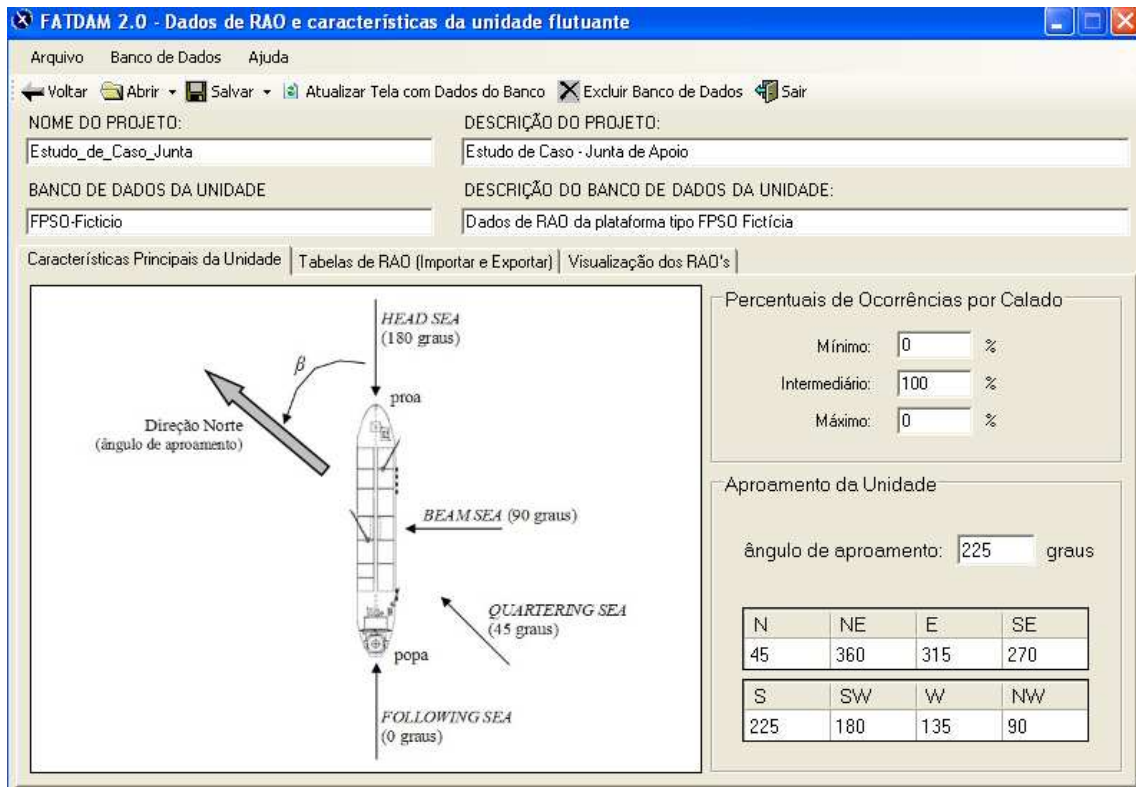 FATDAM 2.0 - Dados de RAO e características da unidade flutuante
Arquivo Banco de Dados Ajuda
Voltar Abrir Salvar Atualizar Tela com Dados do Banco Excluir Banco de Dados Sair
NOME DO PROJETO: DESCRIÇÃO DO PROJETO:
Estudo_de_Caso_Junta Estudo de Caso - Junta de Apoio
BANCO DE DADOS DA UNIDADE DESCRIÇÃO DO BANCO DE DADOS DA UNIDADE:
FPSO-Ficticio Dados de RAO da plataforma tipo FPSO Fictícia
Características Principais da Unidade Tabelas de RAO (Importar e Exportar) Visualização dos RAO's
HEAD SEA
(180 graus)
β
proa
Direção Norte
(ângulo de aproamento)
BEAM SEA (90 graus)
QUARTERING SEA
(45 graus)
popa
FOLLOWING SEA
(0 graus)
Percentuais de Ocorrências por Calado
Mínimo: 0 %
Intermediário: 100 %
Máximo: 0 %
Aproamento da Unidade
ângulo de aproamento: 225 graus
N NE E SE
45 360 315 270
S SW W NW
225 180 135 90